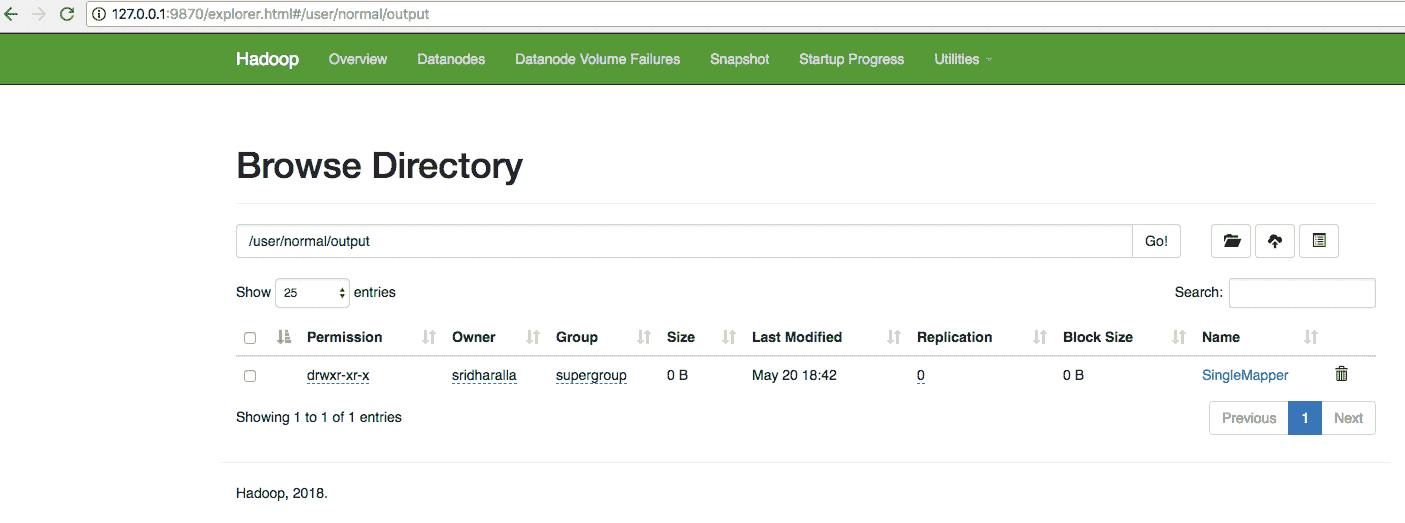 127.0.0.1:9870/explorer.html#/user/normal/output
Hadoop Overview Datanodes Datanode Volume Failures Snapshot Startup Progress Utilities
Browse Directory
/user/normal/output Go!
Show 25 entries Search:
Permission Owner Group Size Last Modified Replication Block Size Name
drwxr-xr-x sridharalla supergroup 0 B May 20 18:42 0 0 B SingleMapper
Showing 1 to 1 of 1 entries Previous 1 Next
Hadoop, 2018.